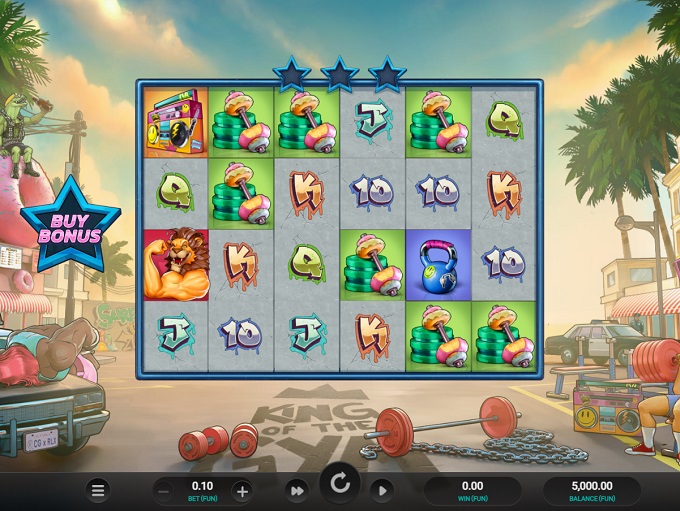 J Q
Q K 10 10 K
K Q 10
J 10 J K
BUY
BONUS
CG x RLX
KING
OF THE
GYM
0.10
BET (FUN)
0.00
WIN (FUN)
5,000.00
BALANCE (FUN)